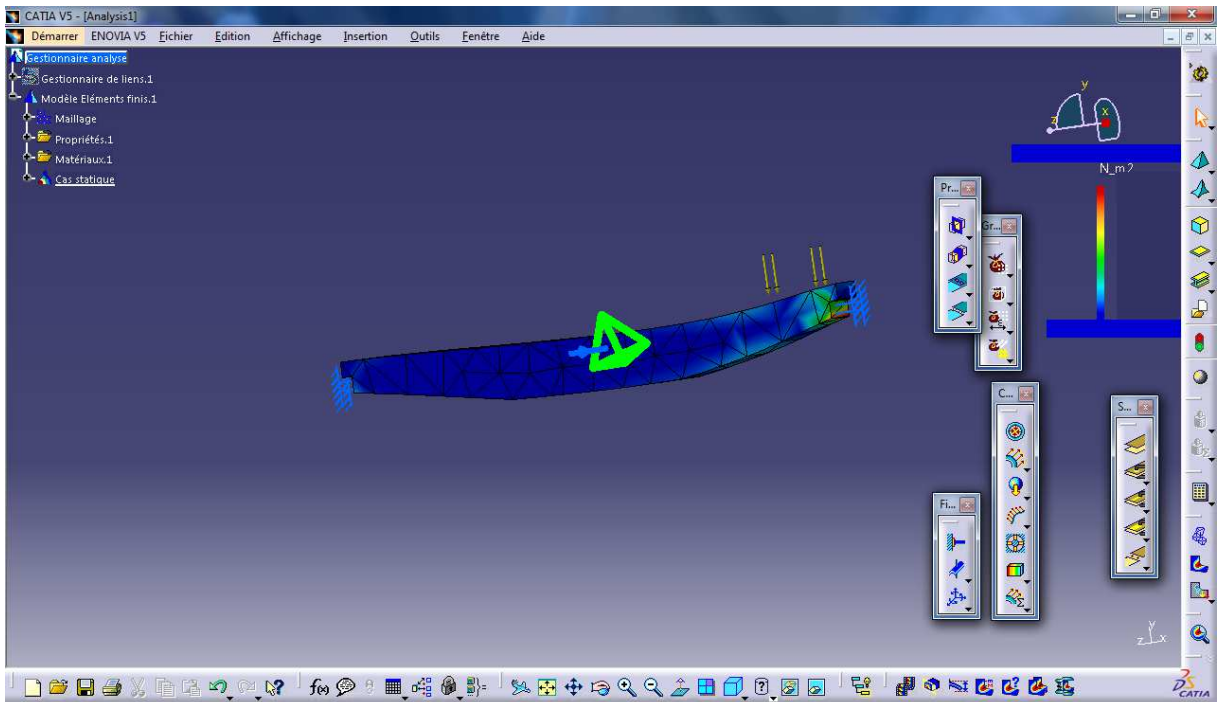 CATIA V5 - [Analysis1]
Démarrer ENOVIA V5 Fichier Edition Affichage Insertion Outils Fenêtre Aide
Gestionnaire analyse
Gestionnaire de liens.1
Modèle Eléments finis.1
Maillage
Propriétés.1
Matériaux.1
Cas statique
y
z x
N_m2
Pr...
Gr...
C...
S...
Fi...
y
z x
f(x)
DS
CATIA